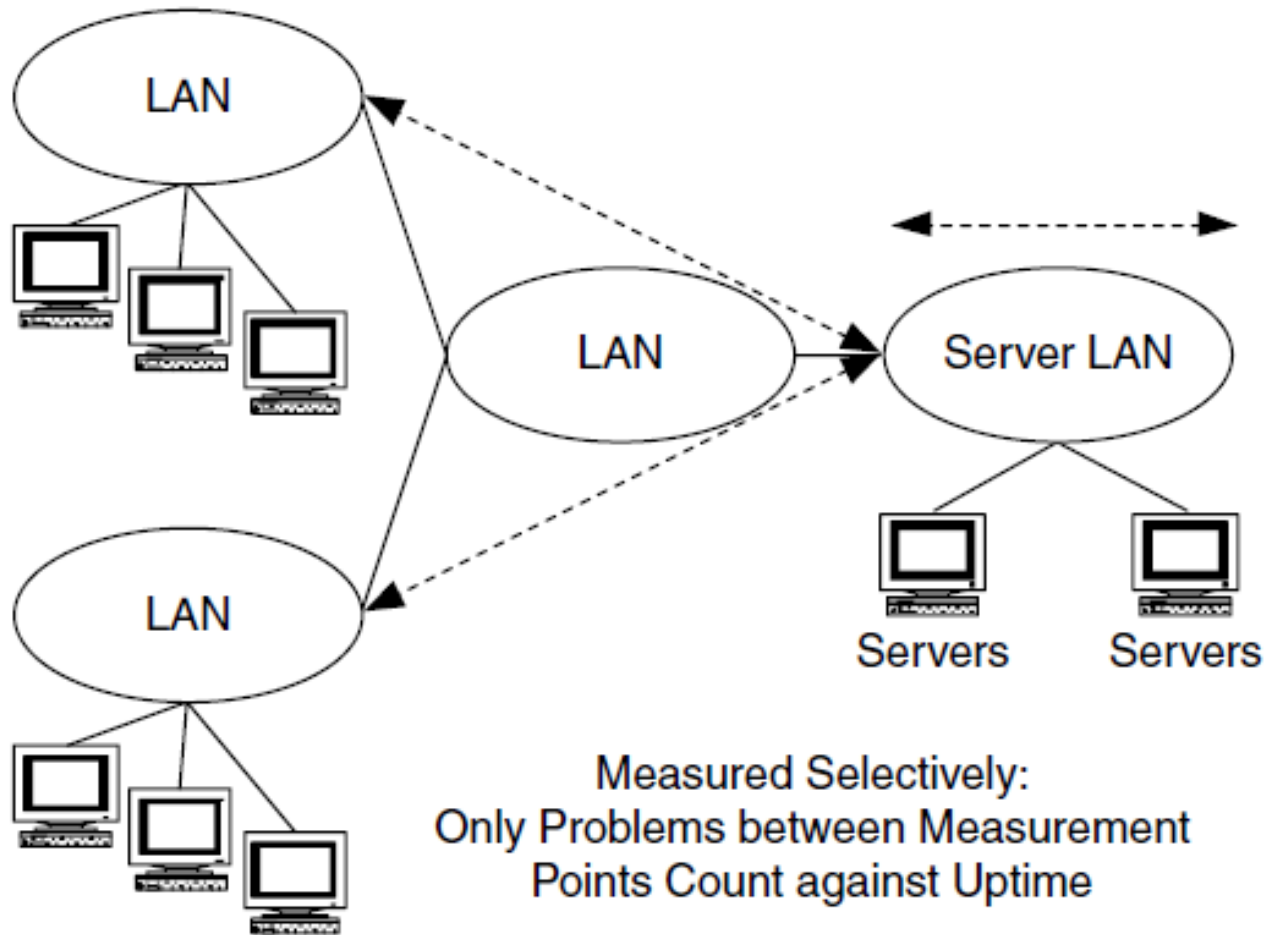 LAN
LAN
Server LAN
Servers
Servers
LAN
Measured Selectively:
Only Problems between Measurement
Points Count against Uptime